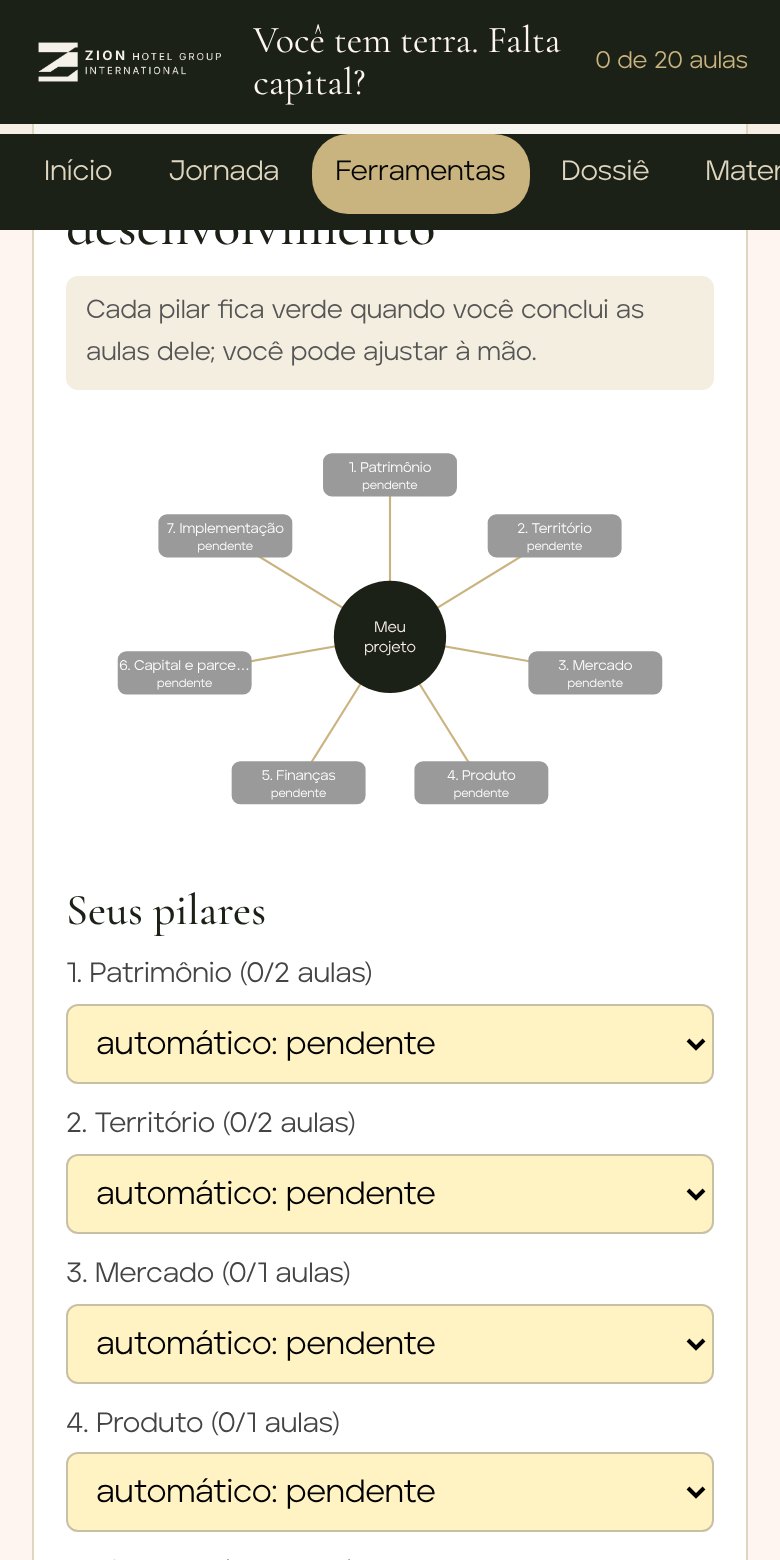 ZION HOTEL GROUP
INTERNATIONAL
Você tem terra. Falta
capital?
0 de 20 aulas
Início
Jornada
Ferramentas
Dossiê
Mater
desenvolvimento
Cada pilar fica verde quando você conclui as
aulas dele; você pode ajustar à mão.
1. Patrimônio
pendente
7. Implementação
pendente
2. Território
pendente
Meu
projeto
6. Capital e parce...
pendente
3. Mercado
pendente
5. Finanças
pendente
4. Produto
pendente
Seus pilares
1. Patrimônio (0/2 aulas)
automático: pendente
2. Território (0/2 aulas)
automático: pendente
3. Mercado (0/1 aulas)
automático: pendente
4. Produto (0/1 aulas)
automático: pendente